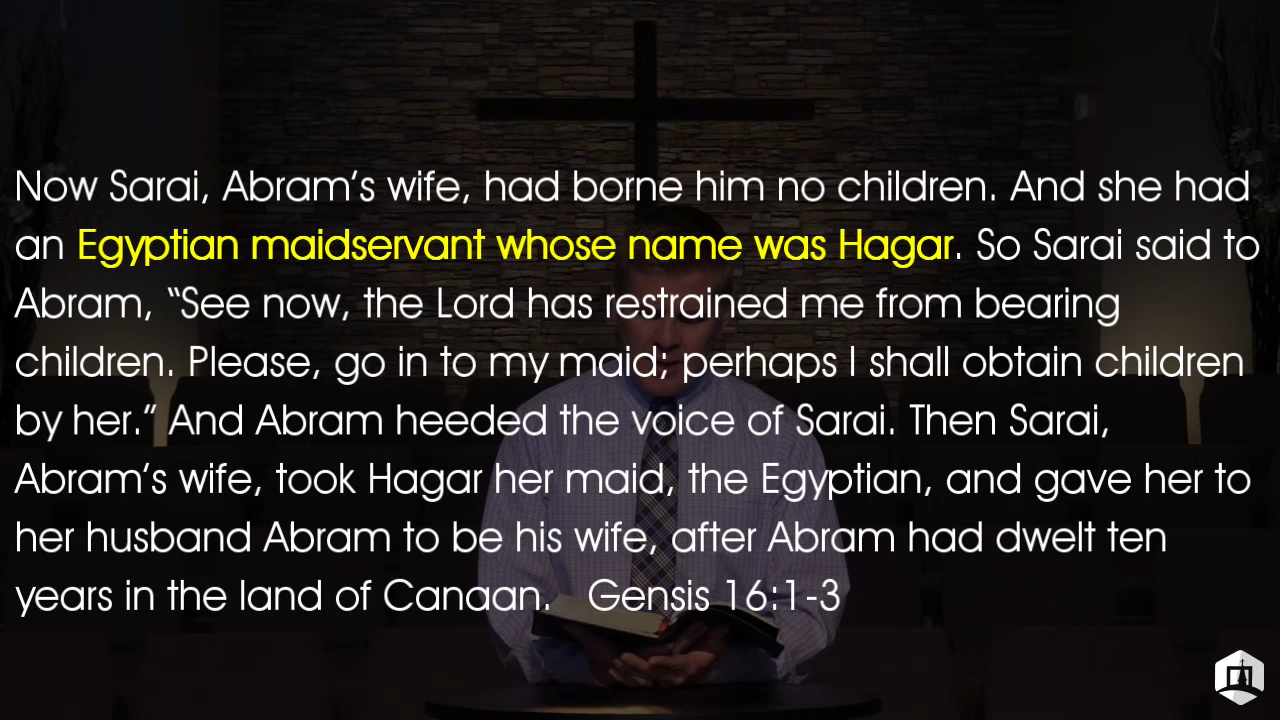 Now Sarai, Abram’s wife, had borne him no children. And she had
an Egyptian maidservant whose name was Hagar. So Sarai said to
Abram, “See now, the Lord has restrained me from bearing
children. Please, go in to my maid; perhaps I shall obtain children
by her.” And Abram heeded the voice of Sarai. Then Sarai,
Abram‘s wife, took Hagar her maid, the Egyptian, and gave her to
her husband Abram to be his wife, after Abram had dwelt ten
years in the land of Canaan.   Gensis 16:1-3